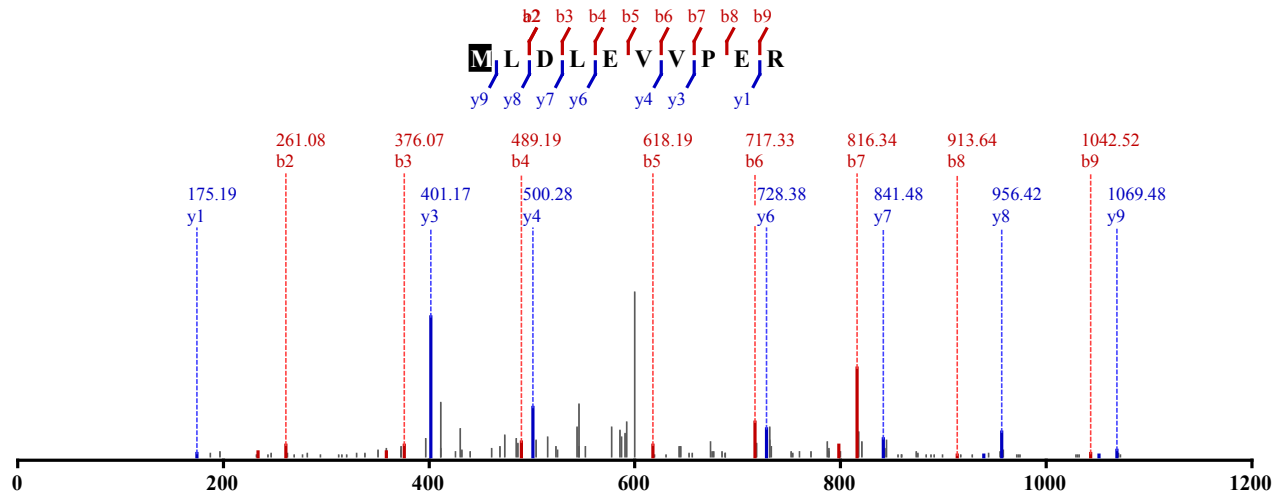 a2 b2 b3 b4 b5 b6 b7 b8 b9
M L D L E V V P E R
y9 y8 y7 y6 y4 y3 y1
261.08 376.07 489.19 618.19 717.33 816.34 913.64 1042.52
b2 b3 b4 b5 b6 b7 b8 b9
175.19 401.17 500.28 728.38 841.48 956.42 1069.48
y1 y3 y4 y6 y7 y8 y9
0 200 400 600 800 1000 1200